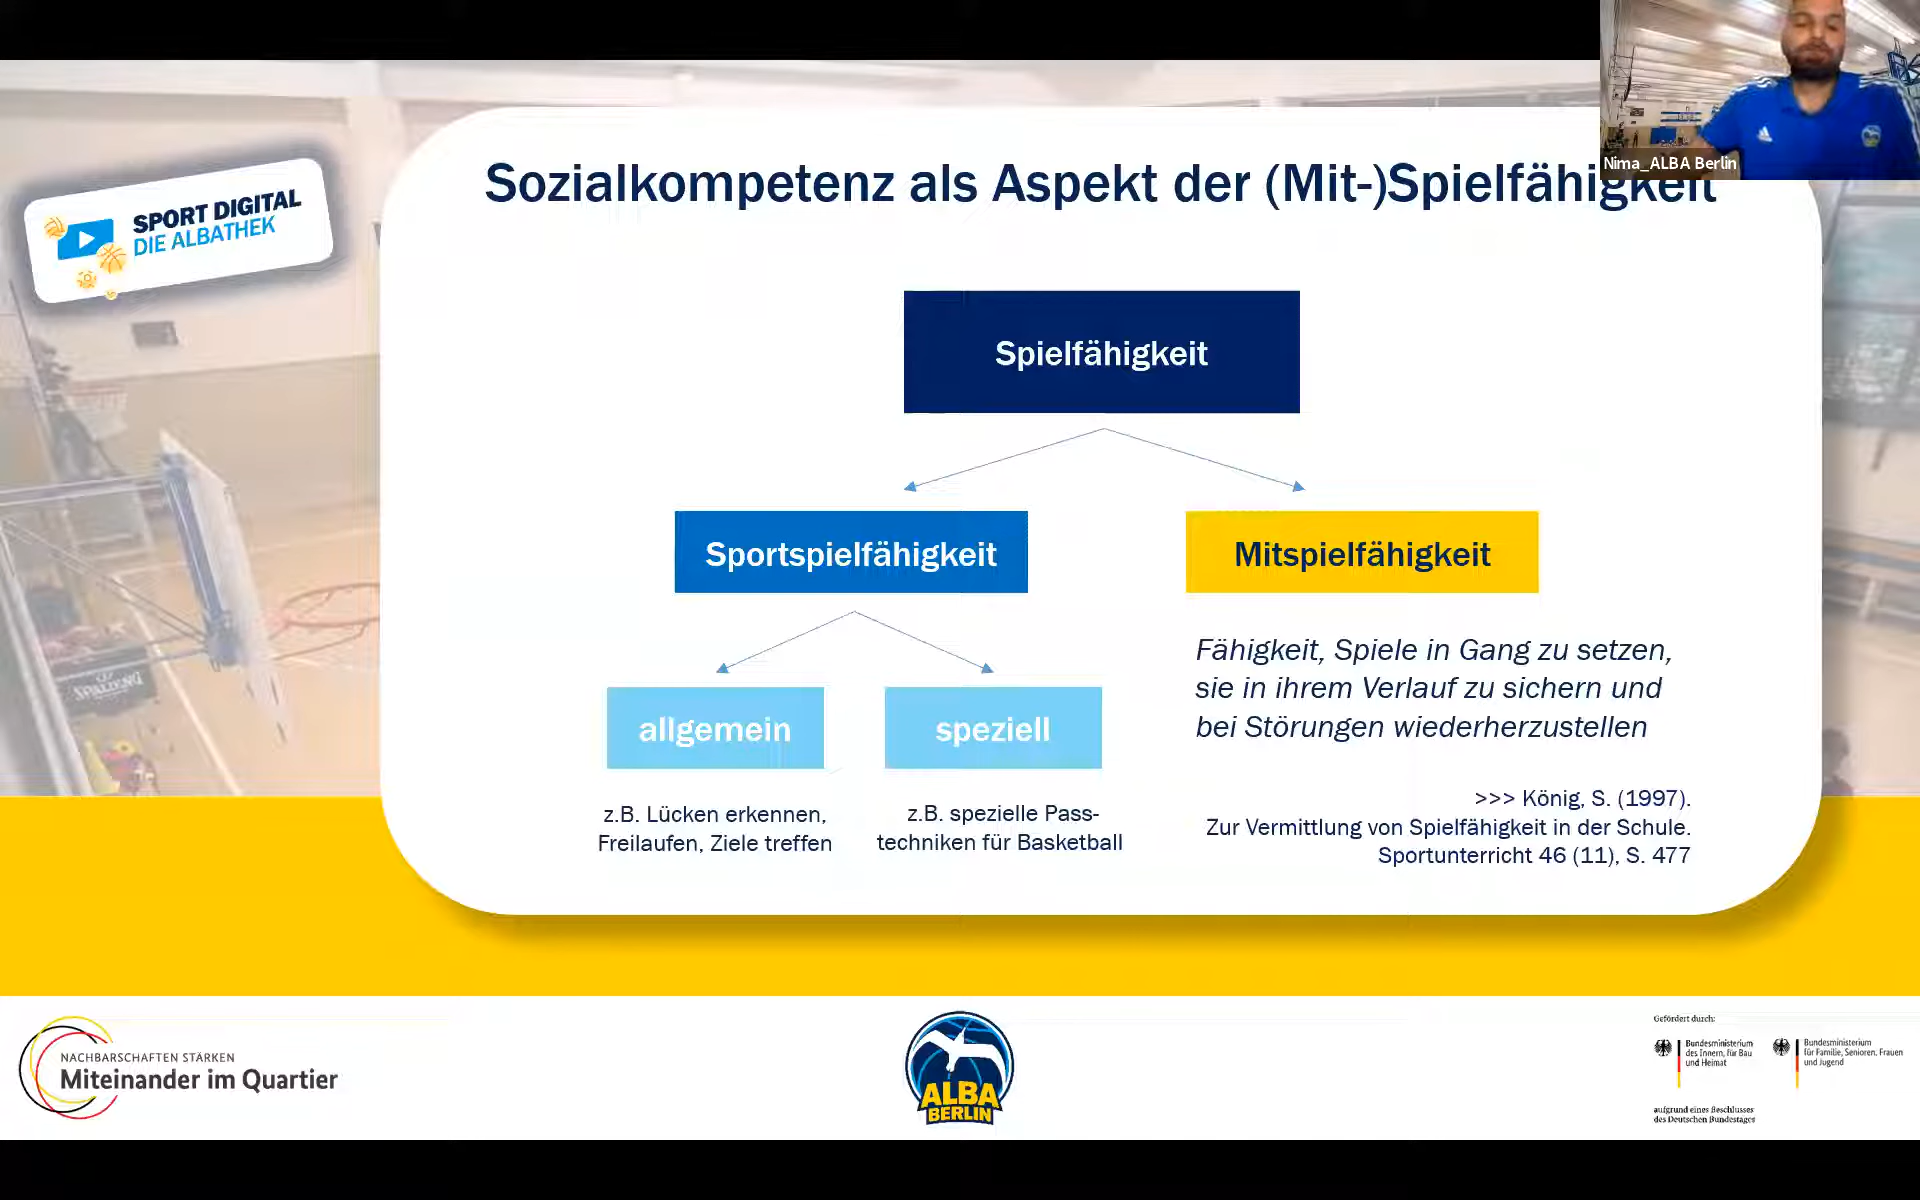 Nima_ALBA Berlin
SPORT DIGITAL
DIE ALBATHEK
Sozialkompetenz als Aspekt der (Mit-)Spielfähigkeit
Spielfähigkeit
Sportspielfähigkeit
Mitspielfähigkeit
allgemein
speziell
z.B. Lücken erkennen,
Freilaufen, Ziele treffen
z.B. spezielle Pass-
techniken für Basketball
Fähigkeit, Spiele in Gang zu setzen,
sie in ihrem Verlauf zu sichern und
bei Störungen wiederherzustellen
>>> König, S. (1997).
Zur Vermittlung von Spielfähigkeit in der Schule.
Sportunterricht 46 (11), S. 477
SPALDING
NACHBARSCHAFTEN STÄRKEN
Miteinander im Quartier
ALBA
BERLIN
Gefördert durch:
Bundesministerium
des Innern, für Bau
und Heimat
Bundesministerium
für Familie, Senioren, Frauen
und Jugend
aufgrund eines Beschlusses
des Deutschen Bundestages